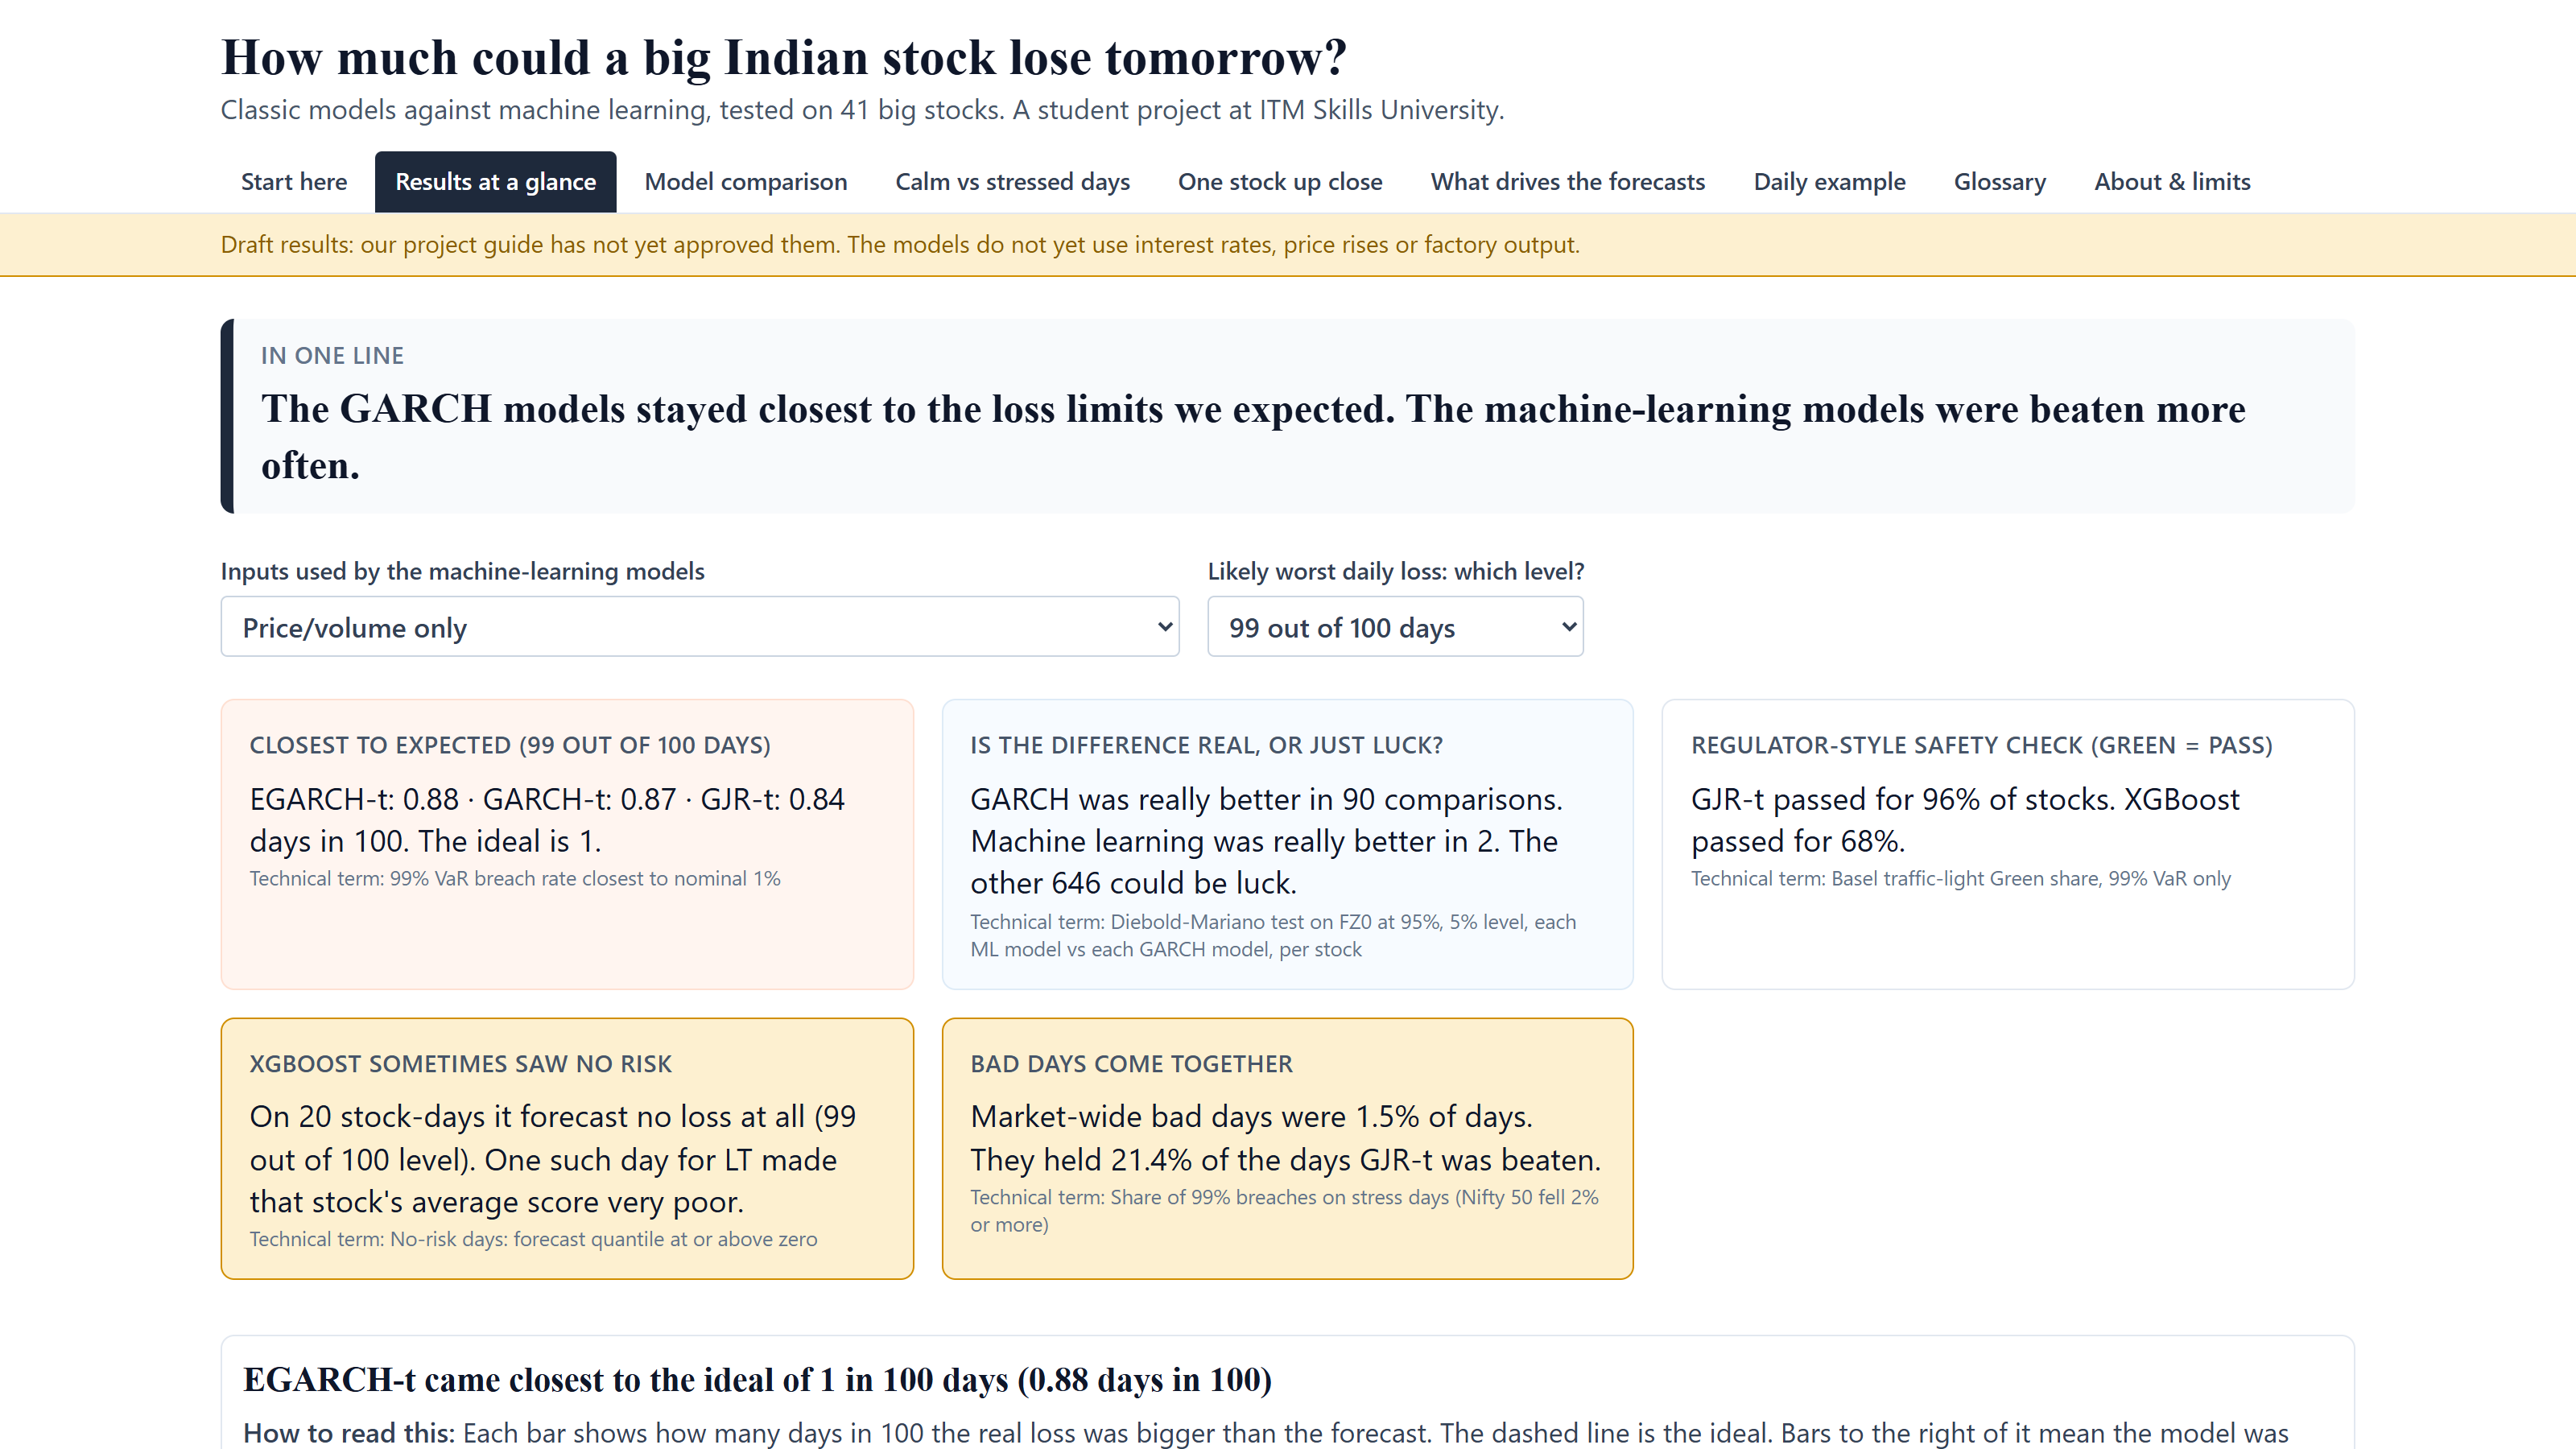 How much could a big Indian stock lose tomorrow?
Classic models against machine learning, tested on 41 big stocks. A student project at ITM Skills University.
Start here
Results at a glance
Model comparison
Calm vs stressed days
One stock up close
What drives the forecasts
Daily example
Glossary
About & limits
Draft results: our project guide has not yet approved them. The models do not yet use interest rates, price rises or factory output.
IN ONE LINE
The GARCH models stayed closest to the loss limits we expected. The machine-learning models were beaten more
often.
Inputs used by the machine-learning models
Price/volume only
Likely worst daily loss: which level?
99 out of 100 days
CLOSEST TO EXPECTED (99 OUT OF 100 DAYS)
EGARCH-t: 0.88 · GARCH-t: 0.87 · GJR-t: 0.84
days in 100. The ideal is 1.
Technical term: 99% VaR breach rate closest to nominal 1%
IS THE DIFFERENCE REAL, OR JUST LUCK?
GARCH was really better in 90 comparisons.
Machine learning was really better in 2. The
other 646 could be luck.
Technical term: Diebold-Mariano test on FZ0 at 95%, 5% level, each
ML model vs each GARCH model, per stock
REGULATOR-STYLE SAFETY CHECK (GREEN = PASS)
GJR-t passed for 96% of stocks. XGBoost
passed for 68%.
Technical term: Basel traffic-light Green share, 99% VaR only
XGBOOST SOMETIMES SAW NO RISK
On 20 stock-days it forecast no loss at all (99
out of 100 level). One such day for LT made
that stock's average score very poor.
Technical term: No-risk days: forecast quantile at or above zero
BAD DAYS COME TOGETHER
Market-wide bad days were 1.5% of days.
They held 21.4% of the days GJR-t was beaten.
Technical term: Share of 99% breaches on stress days (Nifty 50 fell 2%
or more)
EGARCH-t came closest to the ideal of 1 in 100 days (0.88 days in 100)
How to read this: Each bar shows how many days in 100 the real loss was bigger than the forecast. The dashed line is the ideal. Bars to the right of it mean the model was